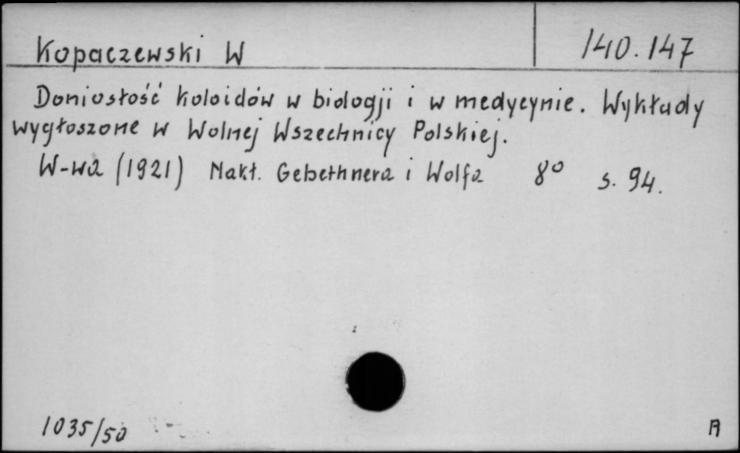 Kopaczewski W
140.147
Doniosłość koloidów w biologji i w medycynie. Wykłady
wygłoszone w Wolnej Wszechnicy Polskiej.
W-wa (1921) Nakł. Gebethnera i Wolfa 8° s. 94.
1035/50
A